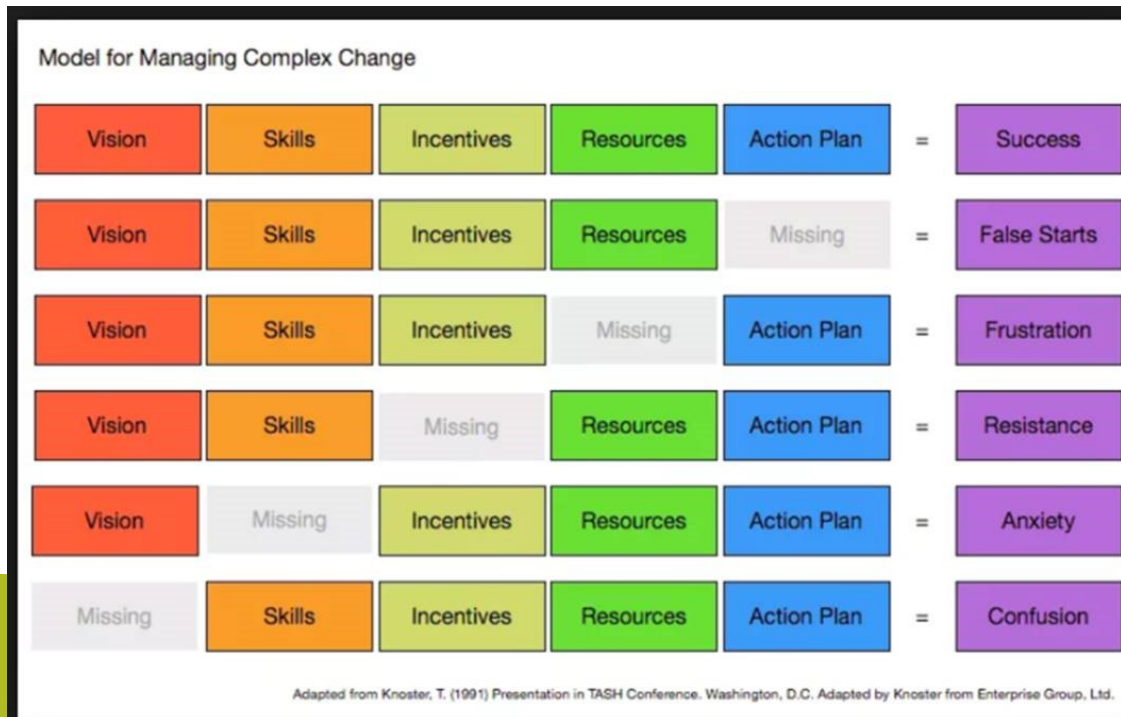 Model for Managing Complex Change
Vision Skills Incentives Resources Action Plan = Success
Vision Skills Incentives Resources Missing = False Starts
Vision Skills Incentives Missing Action Plan = Frustration
Vision Skills Missing Resources Action Plan = Resistance
Vision Missing Incentives Resources Action Plan = Anxiety
Missing Skills Incentives Resources Action Plan = Confusion
Adapted from Knoster, T. (1991) Presentation in TASH Conference. Washington, D.C. Adapted by Knoster from Enterprise Group, Ltd.